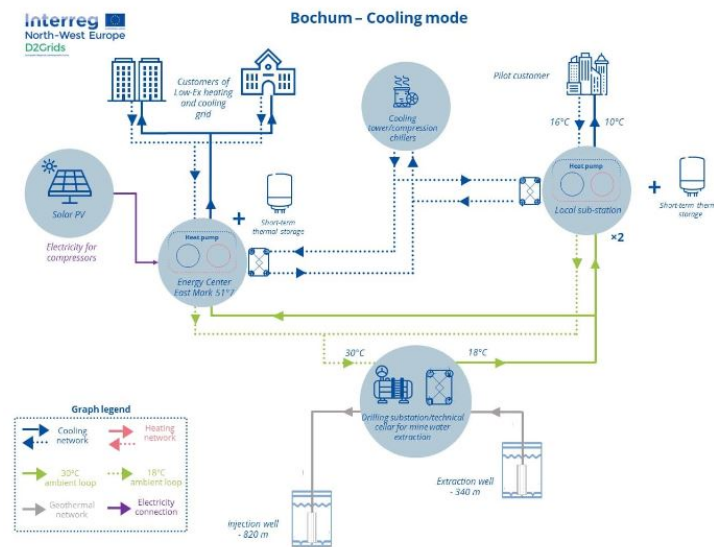 Interreg
North-West Europe
D2Grids
Bochum – Cooling mode
Customers of
Low-Ex heating
and cooling
grid
Cooling
tower/compression
chillers
Pilot customer
16°C
10°C
Heat pump
Local sub-station
+
Short-term therm
storage
×2
Solar PV
Electricity for
compressors
+
Short-term
thermal storage
Heat pump
Energy Center
East Mark 51°7
30°C
18°C
Drilling substation/technical
cellar for mine water
extraction
Extraction well
- 340 m
Injection well
- 820 m
Graph legend
Cooling
network
Heating
network
30°C
ambient loop
18°C
ambient loop
Geothermal
network
Electricity
connection